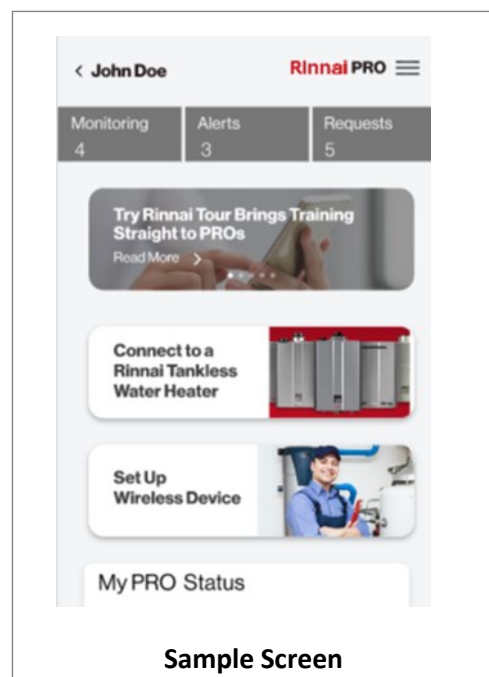 < John Doe
Rinnai PRO
Monitoring
4
Alerts
3
Requests
5
Try Rinnai Tour Brings Training
Straight to PROs
Read More >
Connect to a
Rinnai Tankless
Water Heater
Set Up
Wireless Device
My PRO Status
Sample Screen